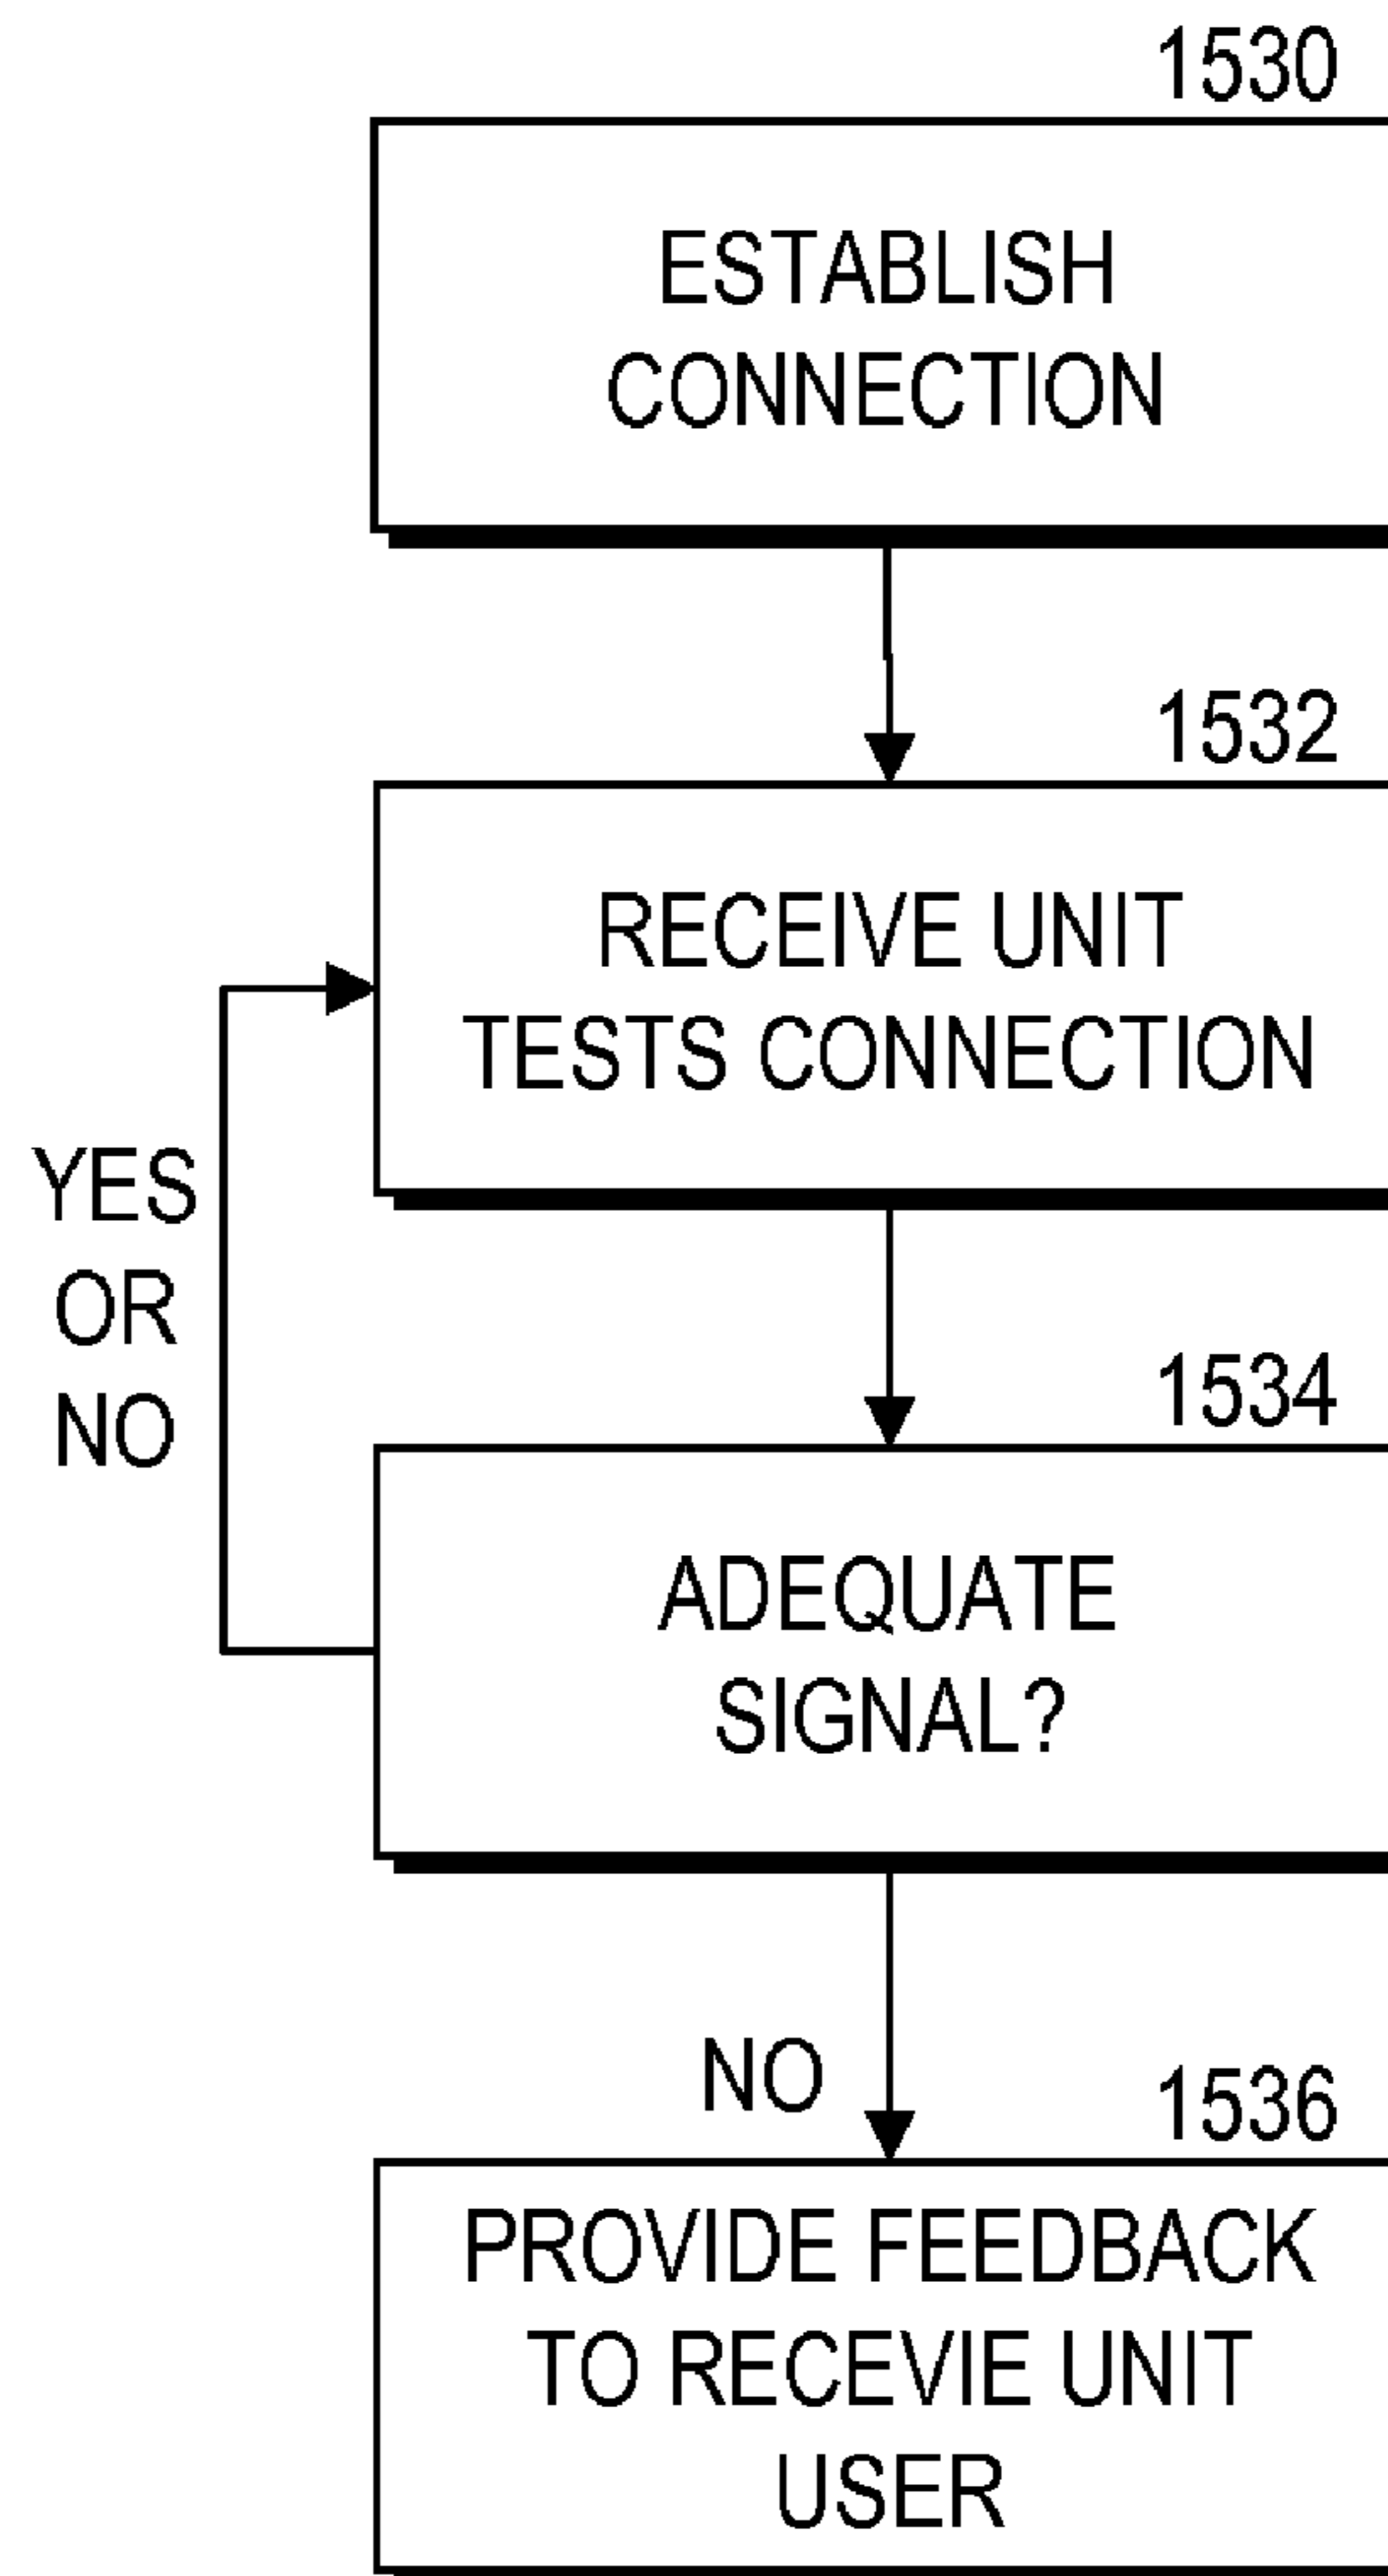 1530
ESTABLISH
CONNECTION
1532
RECEIVE UNIT
TESTS CONNECTION
YES
OR
NO
1534
ADEQUATE
SIGNAL?
NO
1536
PROVIDE FEEDBACK
TO RECEVIE UNIT
USER